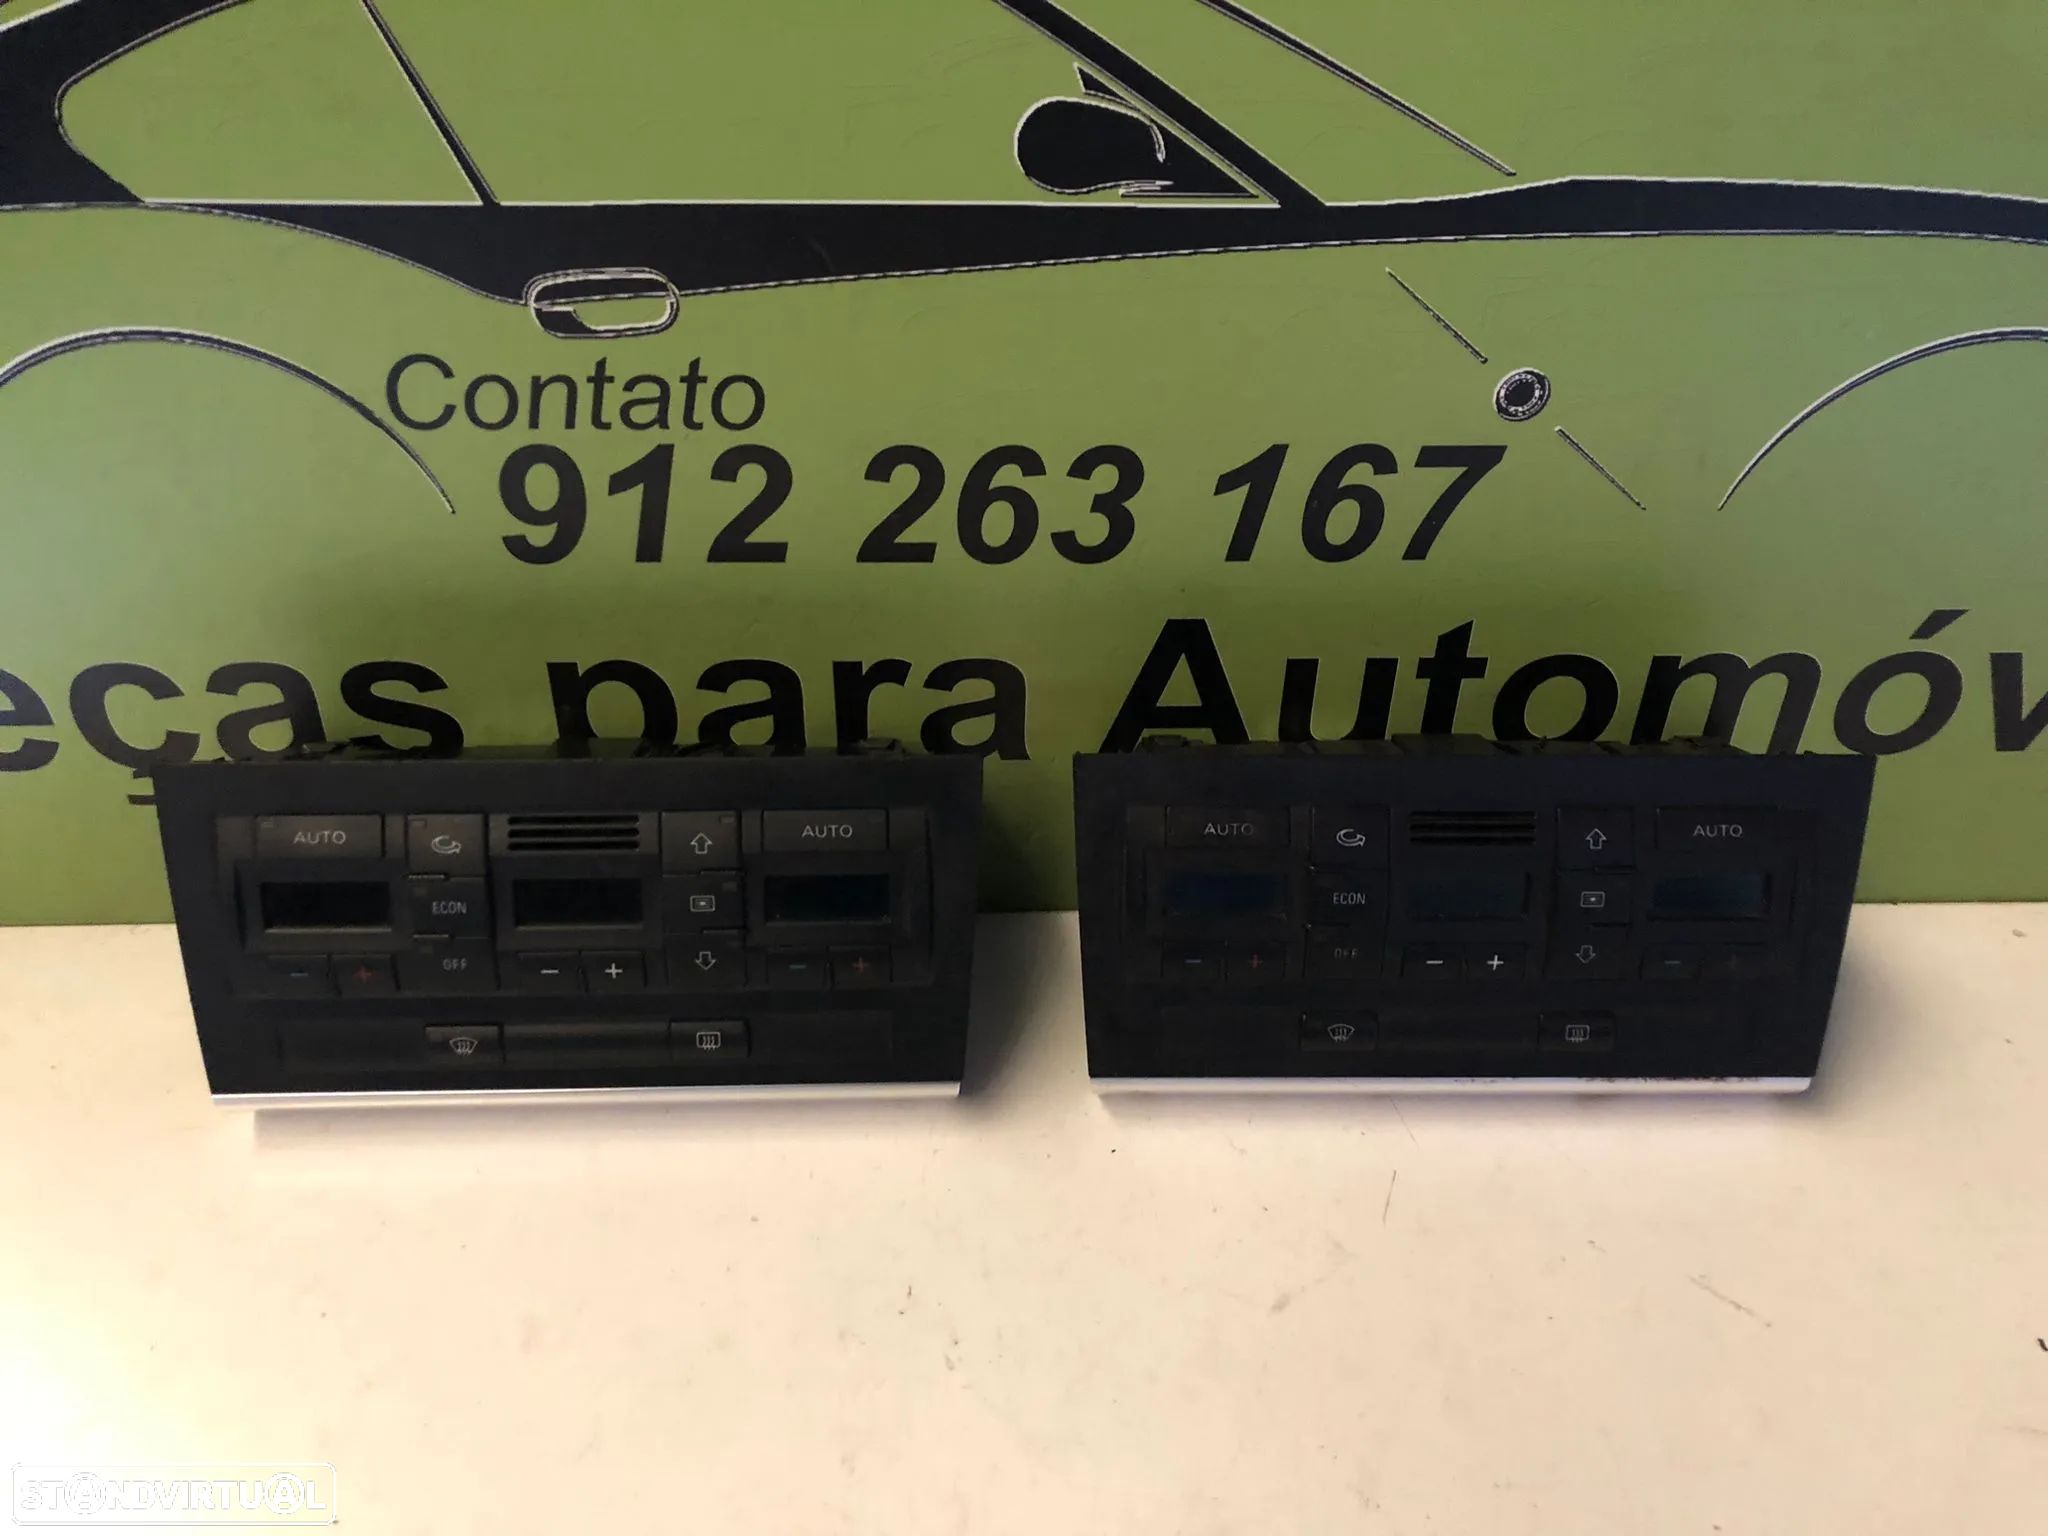 Contato
912 263 167
eças para Automóv
AUTO
AUTO
ECON
OFF
- +
- +
- +
AUTO
AUTO
ECON
OFF
- +
- +
- +
STANDVIRTUAL